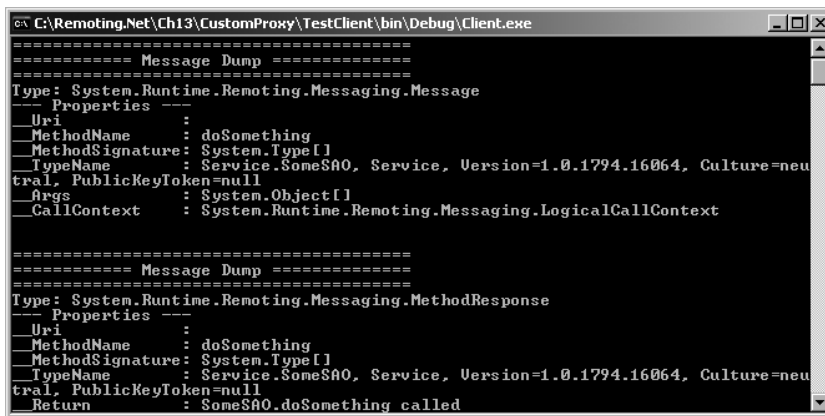 C:\Remoting.Net\Ch13\CustomProxy\TestClient\bin\Debug\Client.exe
========================================
============ Message Dump ==============
========================================
Type: System.Runtime.Remoting.Messaging.Message
--- Properties ---
__Uri            :
__MethodName     : doSomething
__MethodSignature: System.Type[]
__TypeName       : Service.SomeSAO, Service, Version=1.0.1794.16064, Culture=neu
tral, PublicKeyToken=null
__Args           : System.Object[]
__CallContext    : System.Runtime.Remoting.Messaging.LogicalCallContext
========================================
============ Message Dump ==============
========================================
Type: System.Runtime.Remoting.Messaging.MethodResponse
--- Properties ---
__Uri            :
__MethodName     : doSomething
__MethodSignature: System.Type[]
__TypeName       : Service.SomeSAO, Service, Version=1.0.1794.16064, Culture=neu
tral, PublicKeyToken=null
__Return         : SomeSAO.doSomething called